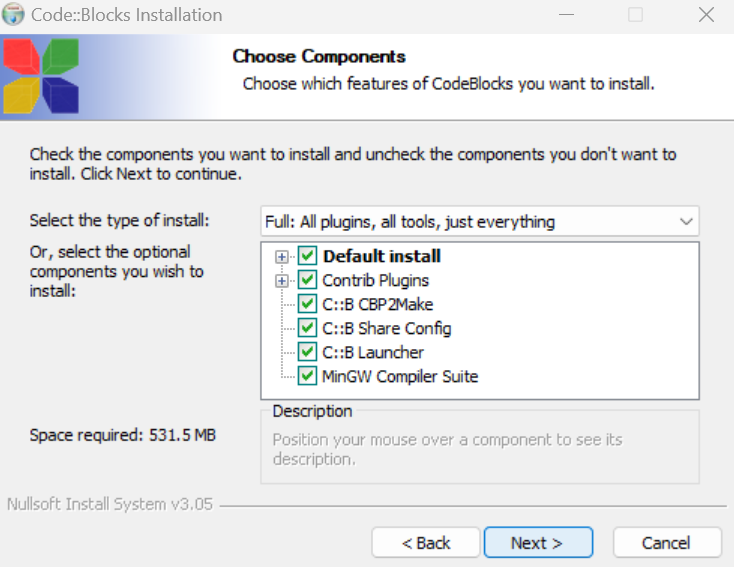 Code::Blocks Installation
Choose Components
Choose which features of CodeBlocks you want to install.
Check the components you want to install and uncheck the components you don't want to
install. Click Next to continue.
Select the type of install:
Full: All plugins, all tools, just everything
Or, select the optional
components you wish to
install:
Default install
Contrib Plugins
C::B CBP2Make
C::B Share Config
C::B Launcher
MinGW Compiler Suite
Space required: 531.5 MB
Description
Position your mouse over a component to see its
description.
Nullsoft Install System v3.05
< Back
Next >
Cancel